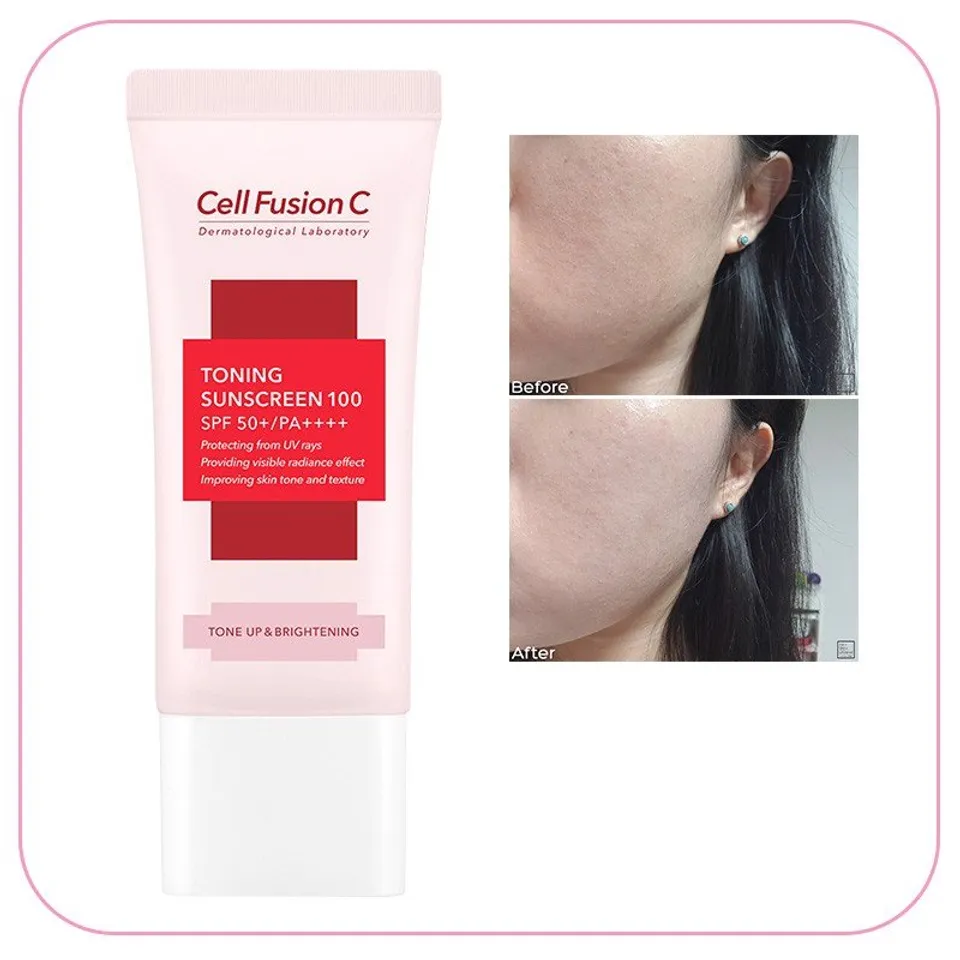 Cell Fusion C
Dermatological Laboratory
TONING
SUNSCREEN 100
SPF 50+/PA++++
Protecting from UV rays
Providing visible radiance effect
Improving skin tone and texture
TONE UP & BRIGHTENING
Before
After